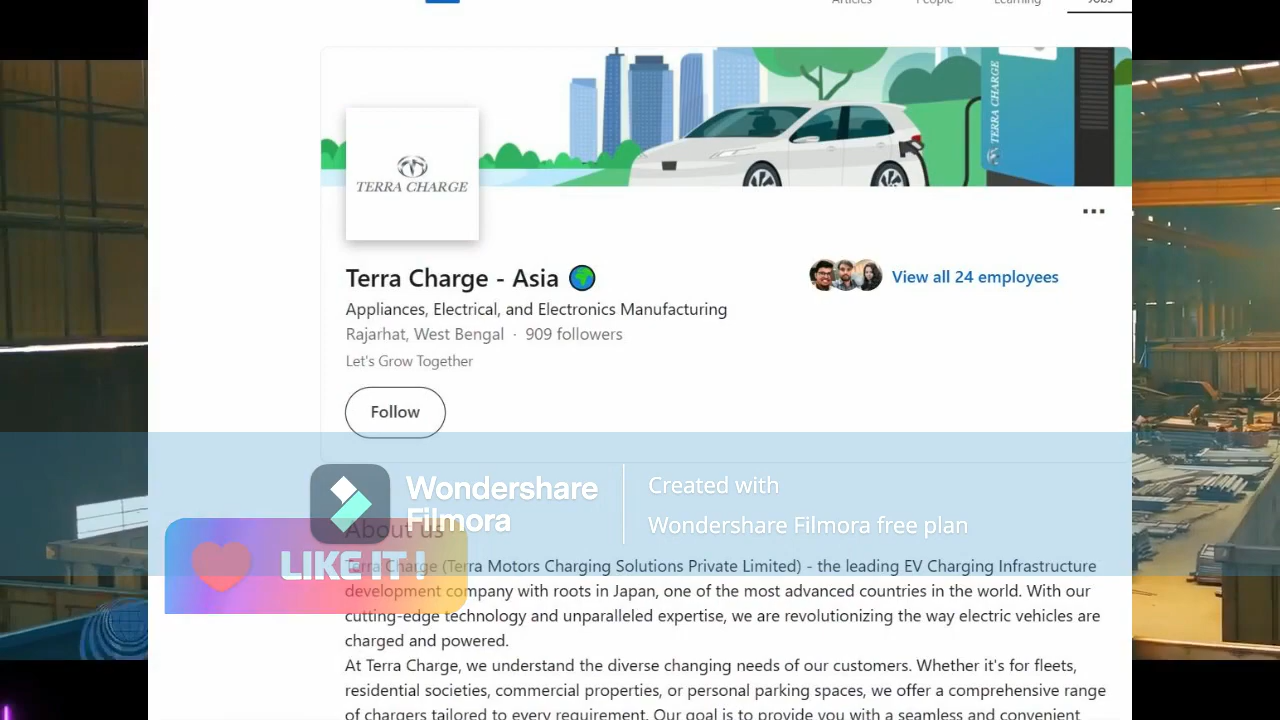 Articles People Learning Jobs
TERRA CHARGE
TERRA CHARGE
Terra Charge - Asia
View all 24 employees
Appliances, Electrical, and Electronics Manufacturing
Rajarhat, West Bengal · 909 followers
Let's Grow Together
Follow
Wondershare
Filmora
Created with
Wondershare Filmora free plan
About us
LIKE IT !
Terra Charge (Terra Motors Charging Solutions Private Limited) - the leading EV Charging Infrastructure
development company with roots in Japan, one of the most advanced countries in the world. With our
cutting-edge technology and unparalleled expertise, we are revolutionizing the way electric vehicles are
charged and powered.
At Terra Charge, we understand the diverse changing needs of our customers. Whether it's for fleets,
residential societies, commercial properties, or personal parking spaces, we offer a comprehensive range
of chargers tailored to every requirement. Our goal is to provide you with a seamless and convenient